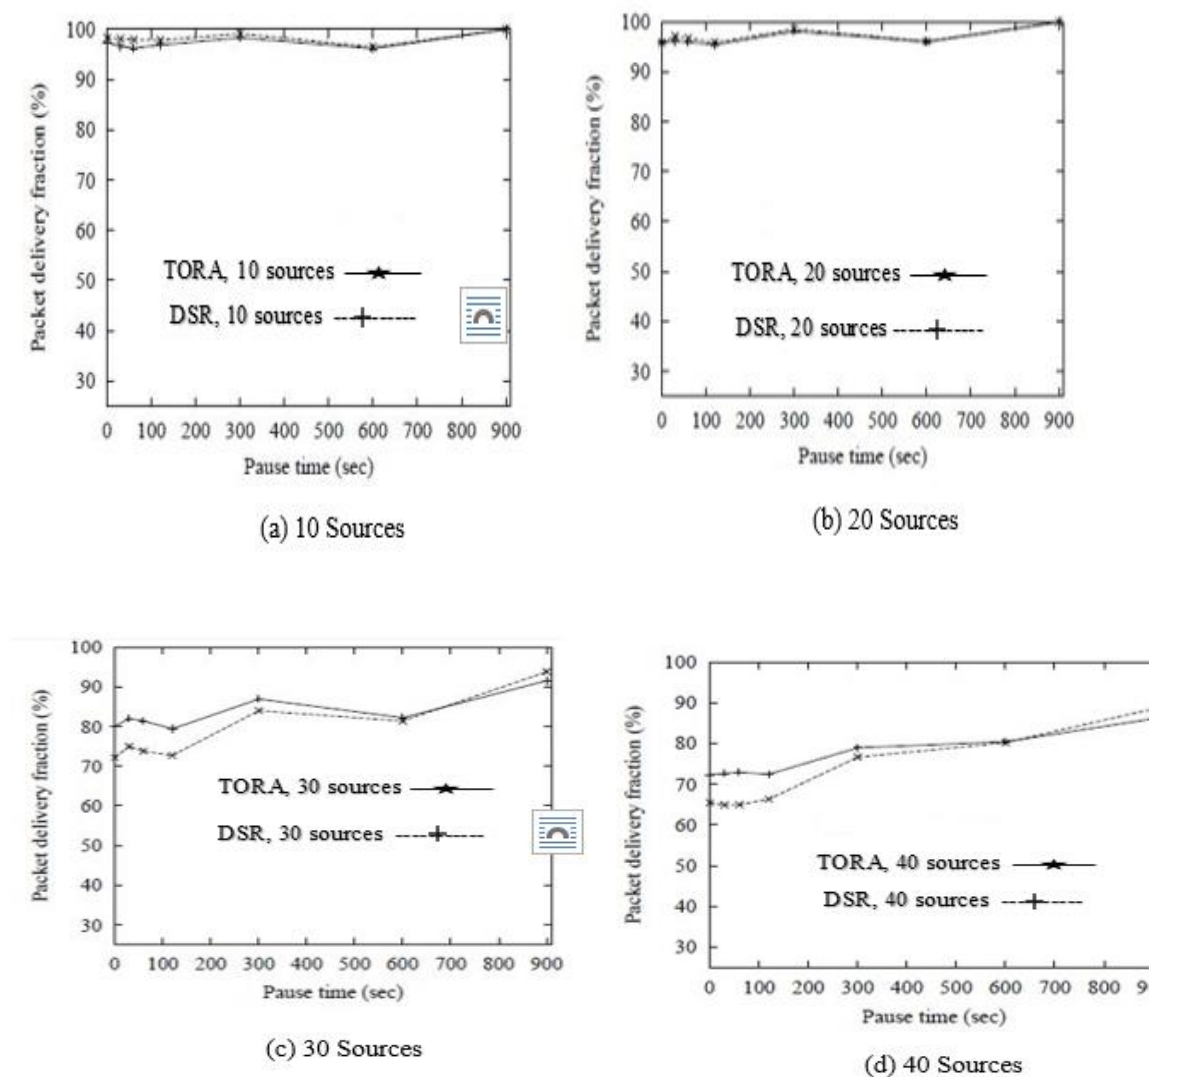 100
90
80
70
60
50
40
30
Packet delivery fraction (%)
TORA, 10 sources
DSR, 10 sources
0 100 200 300 400 500 600 700 800 900
Pause time (sec)
(a) 10 Sources
100
90
80
70
60
50
40
30
Packet delivery fraction (%)
TORA, 20 sources
DSR, 20 sources
0 100 200 300 400 500 600 700 800 900
Pause time (sec)
(b) 20 Sources
100
90
80
70
60
50
40
30
Packet delivery fraction (%)
TORA, 30 sources
DSR, 30 sources
0 100 200 300 400 500 600 700 800 900
Pause time (sec)
(c) 30 Sources
100
90
80
70
60
50
40
30
Packet delivery fraction (%)
TORA, 40 sources
DSR, 40 sources
0 100 200 300 400 500 600 700 800 9
Pause time (sec)
(d) 40 Sources